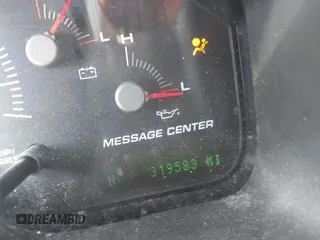 L H
L
MESSAGE CENTER
N 319583 MI
DREAMBID